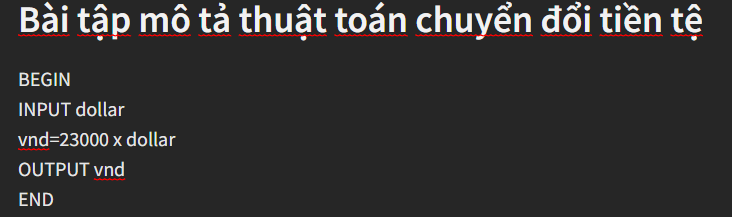 Bài tập mô tả thuật toán chuyển đổi tiền tệ
BEGIN
INPUT dollar
vnd=23000 x dollar
OUTPUT vnd
END